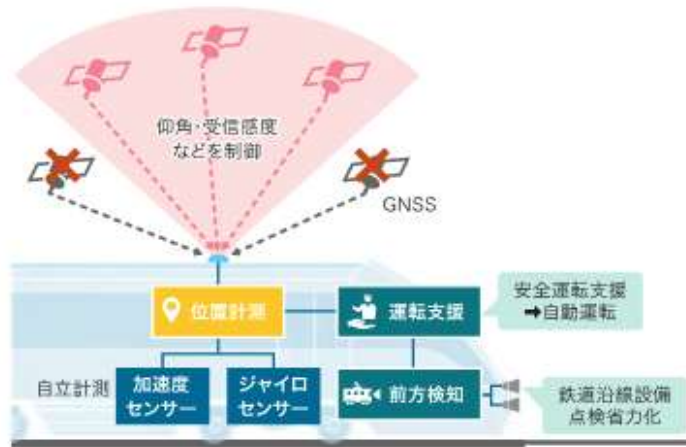 仰角・受信感度
などを制御
GNSS
位置計測
運転支援
安全運転支援
➡自動運転
自立計測
加速度
センサー
ジャイロ
センサー
前方検知
鉄道沿線設備
点検省力化